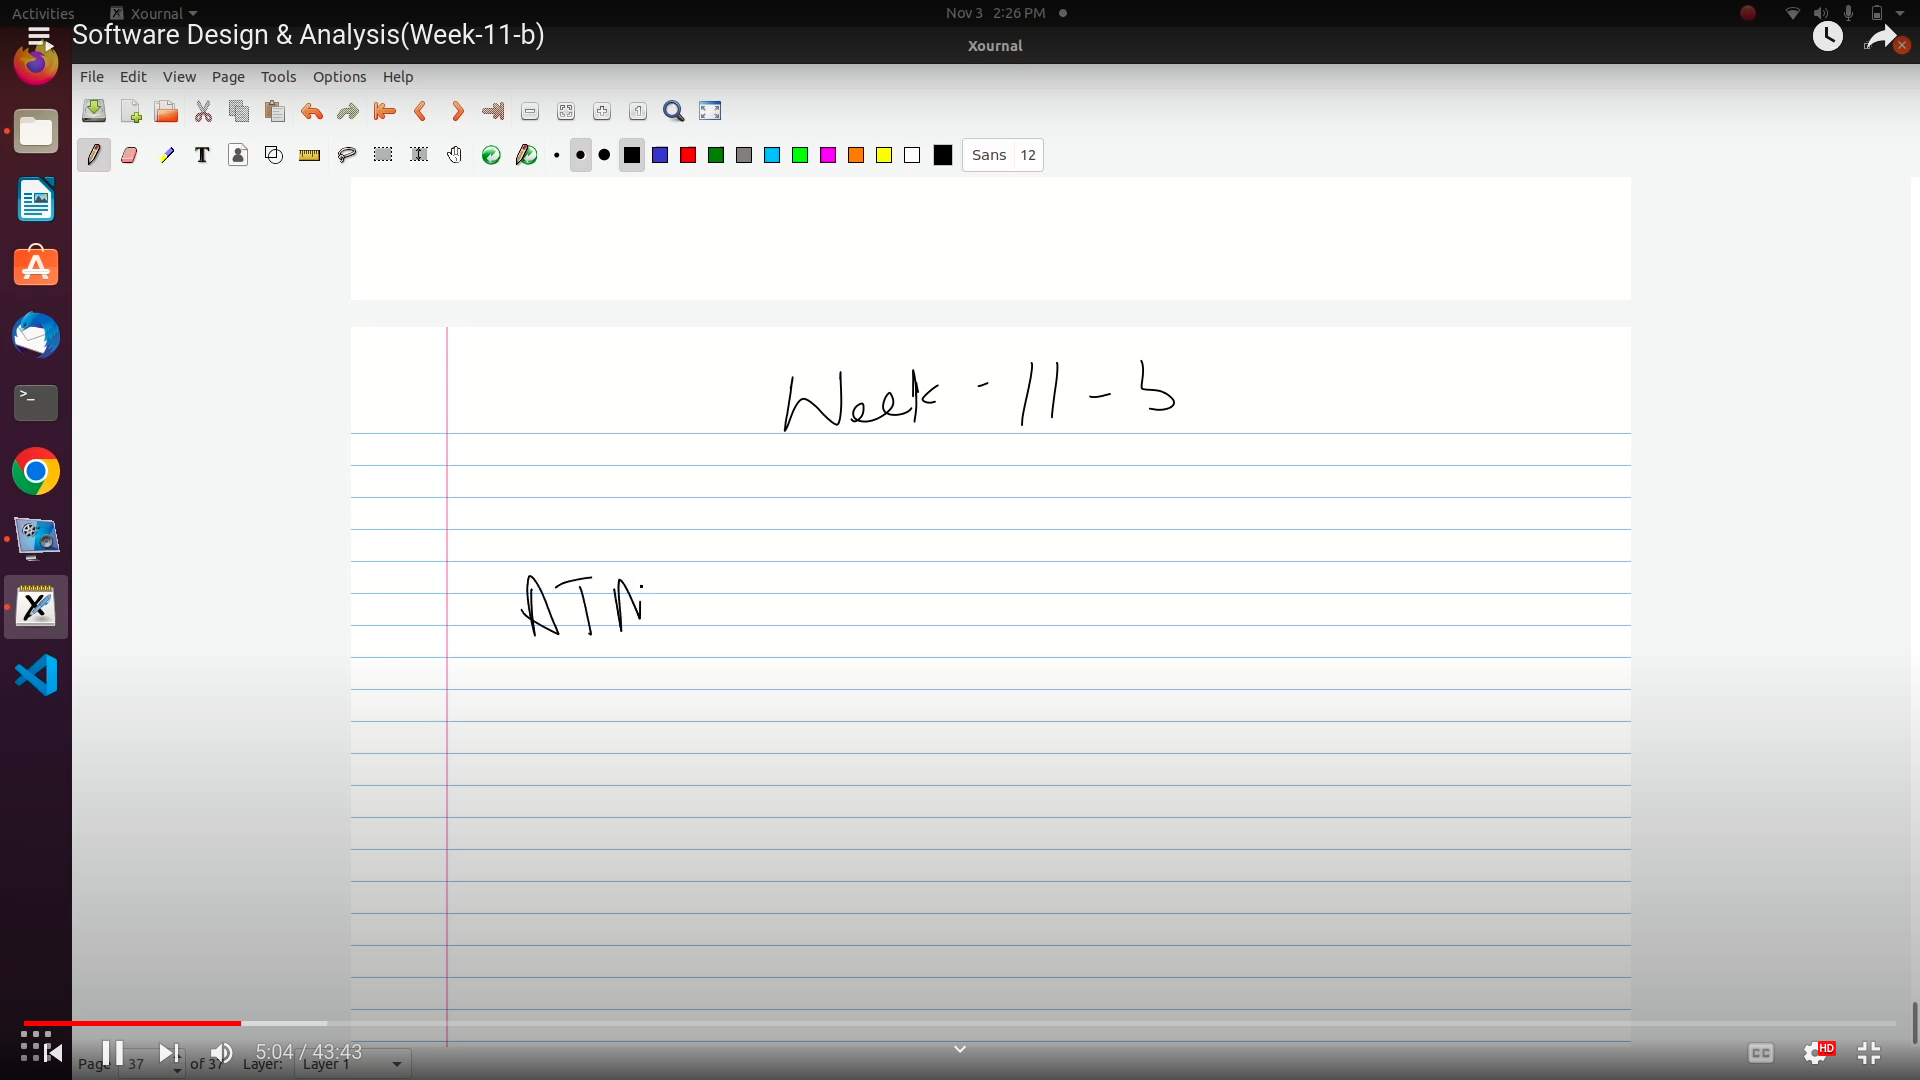 Activities Xournal Nov 3 2:26 PM
Software Design & Analysis(Week-11-b)
Xournal
File Edit View Page Tools Options Help
T Sans 12
Week - 11 - b
>_
5:04 / 43:43 CC HD
Page 37 of 37 Layer: Layer 1